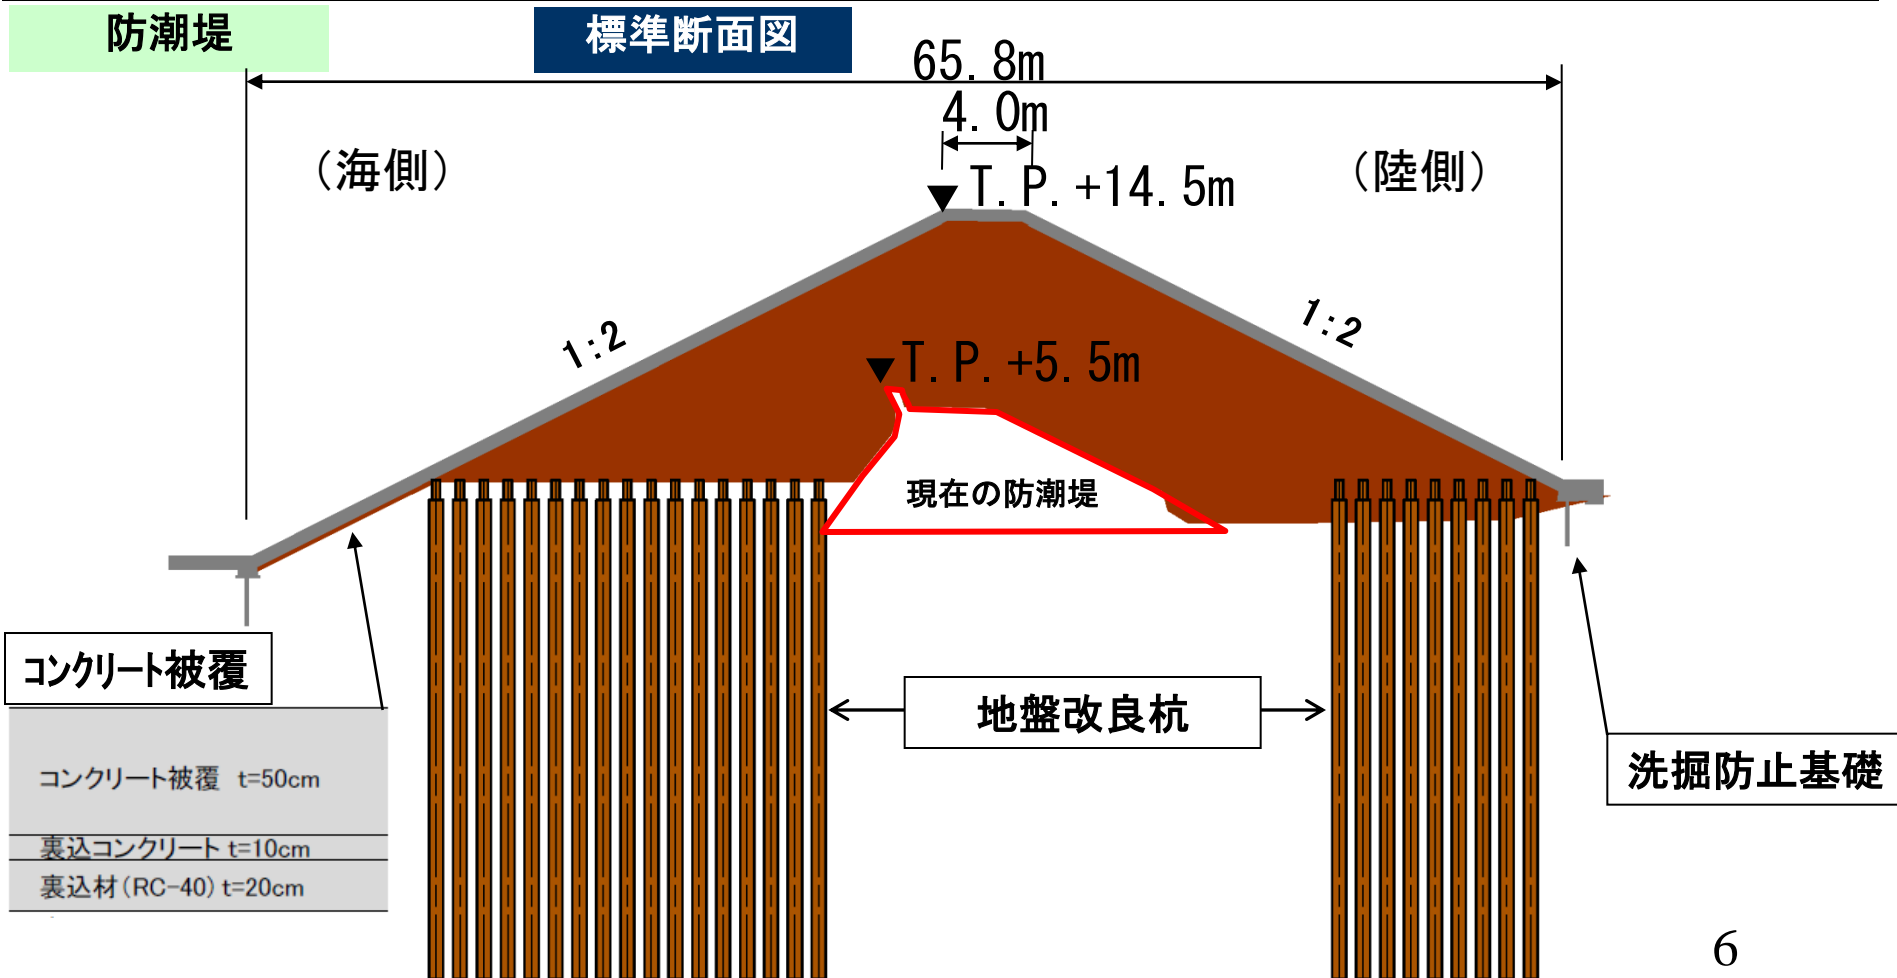 防潮堤
標準断面図
65.8m
4.0m
(海側)
(陸側)
T.P.+14.5m
1:2
1:2
T.P.+5.5m
現在の防潮堤
コンクリート被覆
地盤改良杭
洗掘防止基礎
コンクリート被覆 t=50cm
裏込コンクリート t=10cm
裏込材(RC-40) t=20cm
6